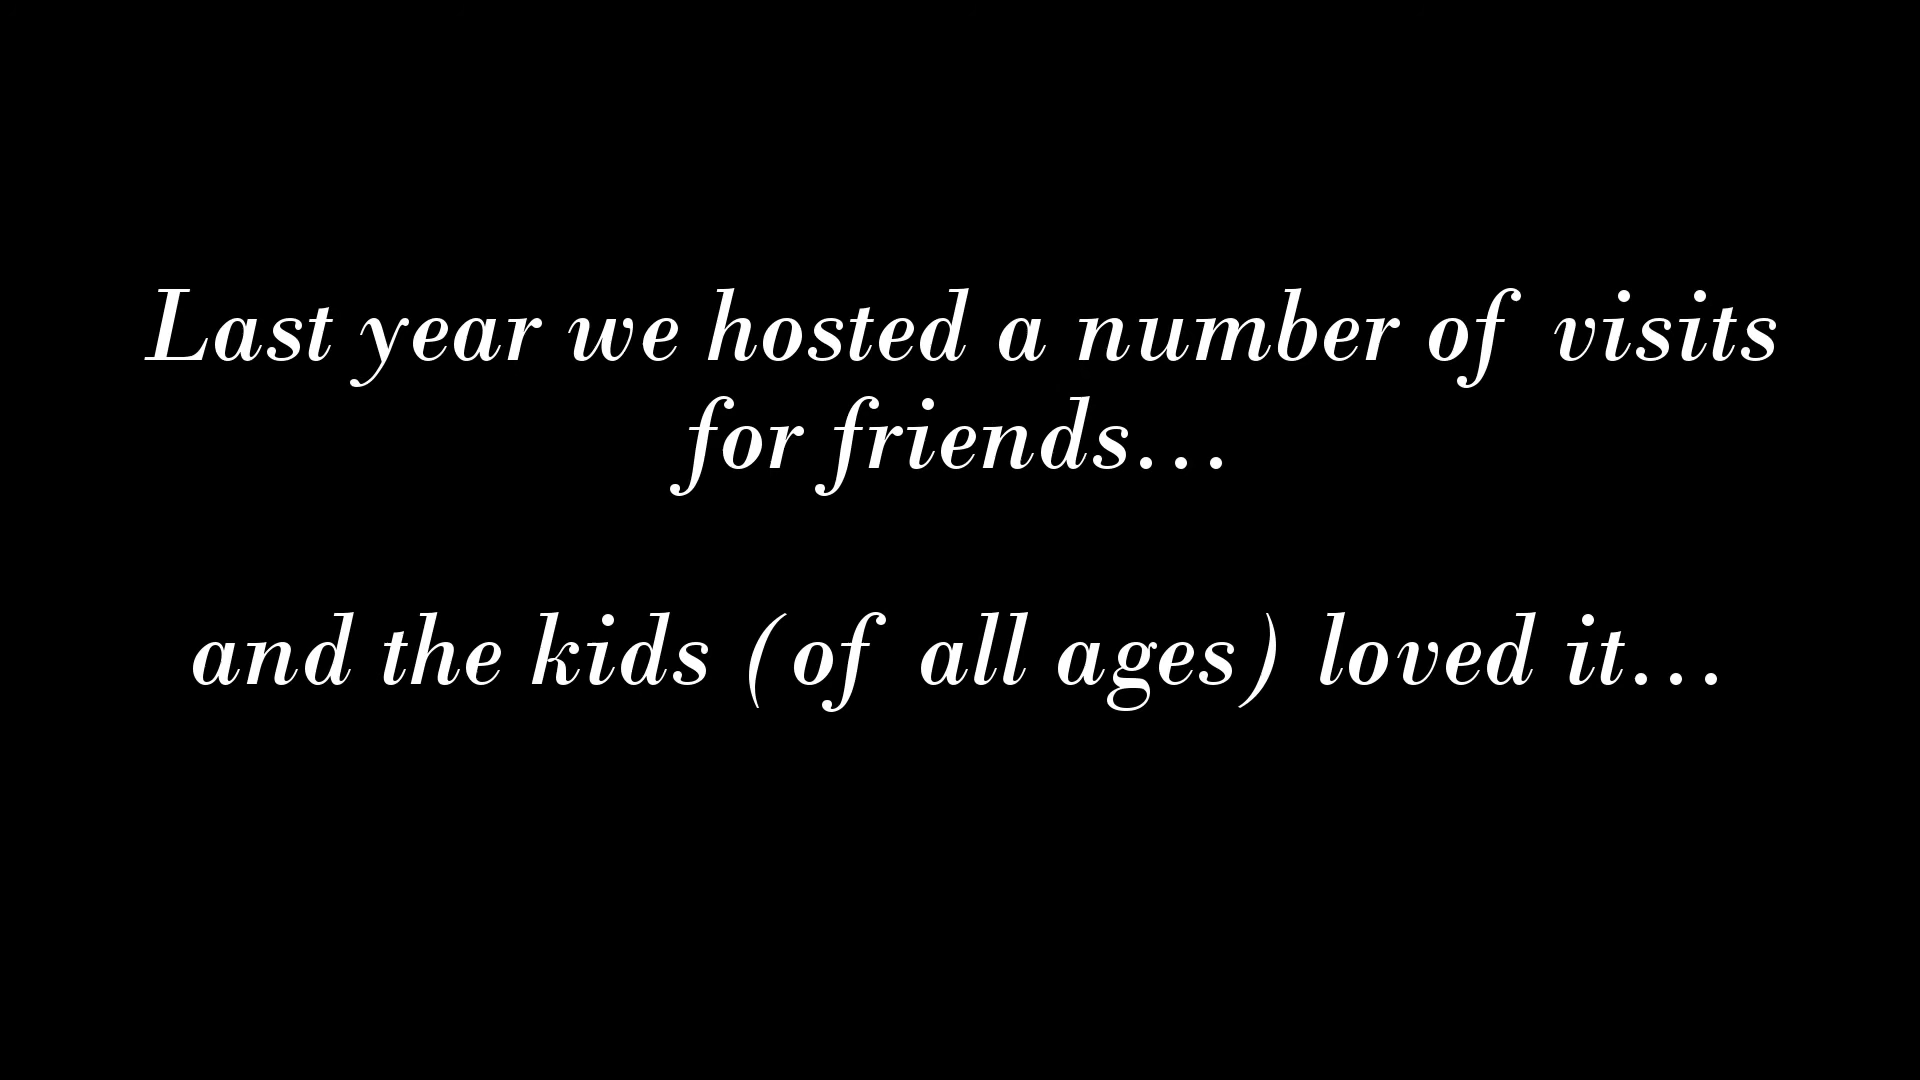 Last year we hosted a number of visits
for friends...
and the kids (of all ages) loved it...